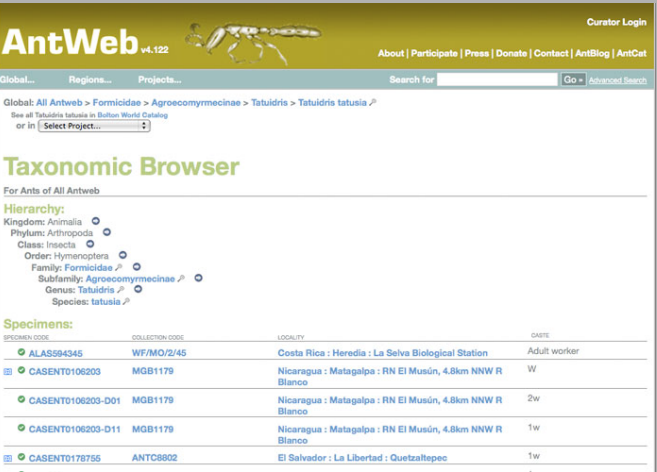 Curator Login
AntWeb v4.122
About | Participate | Press | Donate | Contact | AntBlog | AntCat
Global... Regions... Projects... Search for Go » Advanced Search
Global: All Antweb > Formicidae > Agroecomyrmecinae > Tatuidris > Tatuidris tatusia
See all Tatuidris tatusia in Bolton World Catalog
or in Select Project...
Taxonomic Browser
For Ants of All Antweb
Hierarchy:
Kingdom: Animalia
Phylum: Arthropoda
Class: Insecta
Order: Hymenoptera
Family: Formicidae
Subfamily: Agroecomyrmecinae
Genus: Tatuidris
Species: tatusia
Specimens:
SPECIMEN CODE COLLECTION CODE LOCALITY CASTE
ALAS594345 WF/MO/2/45 Costa Rica : Heredia : La Selva Biological Station Adult worker
CASENT0106203 MGB1179 Nicaragua : Matagalpa : RN El Musún, 4.8km NNW R W
Blanco
CASENT0106203-D01 MGB1179 Nicaragua : Matagalpa : RN El Musún, 4.8km NNW R 2w
Blanco
CASENT0106203-D11 MGB1179 Nicaragua : Matagalpa : RN El Musún, 4.8km NNW R 1w
Blanco
CASENT0178755 ANTC8802 El Salvador : La Libertad : Quetzaltepec 1w